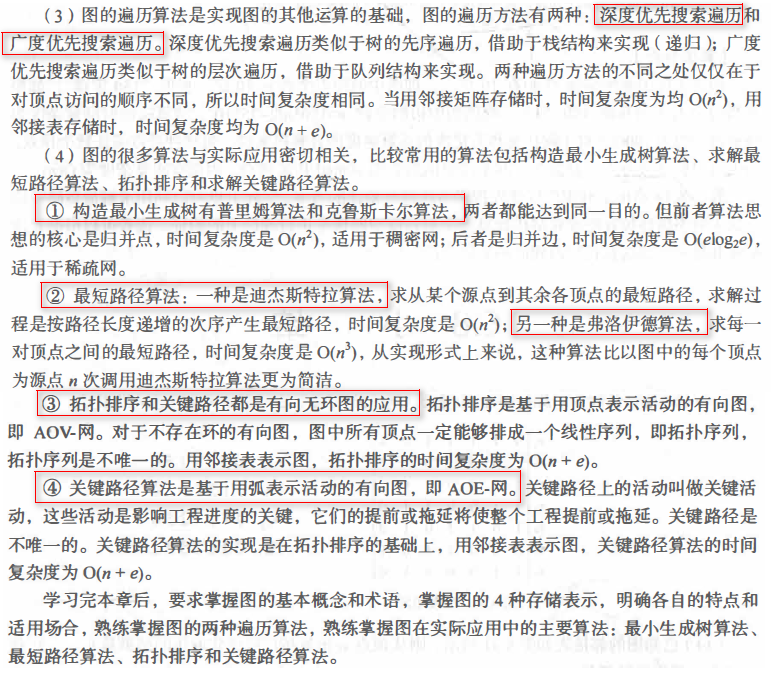 （3）图的遍历算法是实现图的其他运算的基础，图的遍历方法有两种：深度优先搜索遍历和
广度优先搜索遍历。深度优先搜索遍历类似于树的先序遍历，借助于栈结构来实现（递归）；广度
优先搜索遍历类似于树的层次遍历，借助于队列结构来实现。两种遍历方法的不同之处仅仅在于
对顶点访问的顺序不同，所以时间复杂度相同。当用邻接矩阵存储时，时间复杂度为均 O(n²)，用
邻接表存储时，时间复杂度均为 O(n + e)。
（4）图的很多算法与实际应用密切相关，比较常用的算法包括构造最小生成树算法、求解最
短路径算法、拓扑排序和求解关键路径算法。
① 构造最小生成树有普里姆算法和克鲁斯卡尔算法，两者都能达到同一目的。但前者算法思
想的核心是归并点，时间复杂度是 O(n²)，适用于稠密网；后者是归并边，时间复杂度是 O(elog₂e)，
适用于稀疏网。
② 最短路径算法：一种是迪杰斯特拉算法，求从某个源点到其余各顶点的最短路径，求解过
程是按路径长度递增的次序产生最短路径，时间复杂度是 O(n²)；另一种是弗洛伊德算法，求每一
对顶点之间的最短路径，时间复杂度是 O(n³)，从实现形式上来说，这种算法比以图中的每个顶点
为源点 n 次调用迪杰斯特拉算法更为简洁。
③ 拓扑排序和关键路径都是有向无环图的应用。拓扑排序是基于用顶点表示活动的有向图，
即 AOV-网。对于不存在环的有向图，图中所有顶点一定能够排成一个线性序列，即拓扑序列，
拓扑序列是不唯一的。用邻接表表示图，拓扑排序的时间复杂度为 O(n + e)。
④ 关键路径算法是基于用弧表示活动的有向图，即 AOE-网。关键路径上的活动叫做关键活
动，这些活动是影响工程进度的关键，它们的提前或拖延将使整个工程提前或拖延。关键路径是
不唯一的。关键路径算法的实现是在拓扑排序的基础上，用邻接表表示图，关键路径算法的时间
复杂度为 O(n + e)。
学习完本章后，要求掌握图的基本概念和术语，掌握图的 4 种存储表示，明确各自的特点和
适用场合，熟练掌握图的两种遍历算法，熟练掌握图在实际应用中的主要算法：最小生成树算法、
最短路径算法、拓扑排序和关键路径算法。